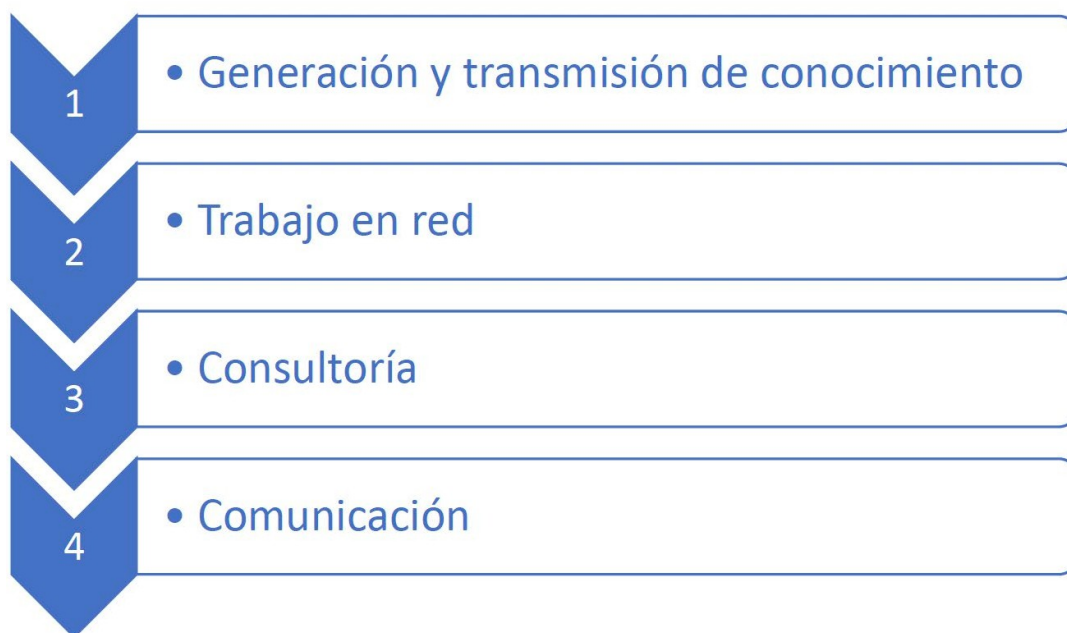 1
• Generación y transmisión de conocimiento
2
• Trabajo en red
3
• Consultoría
4
• Comunicación